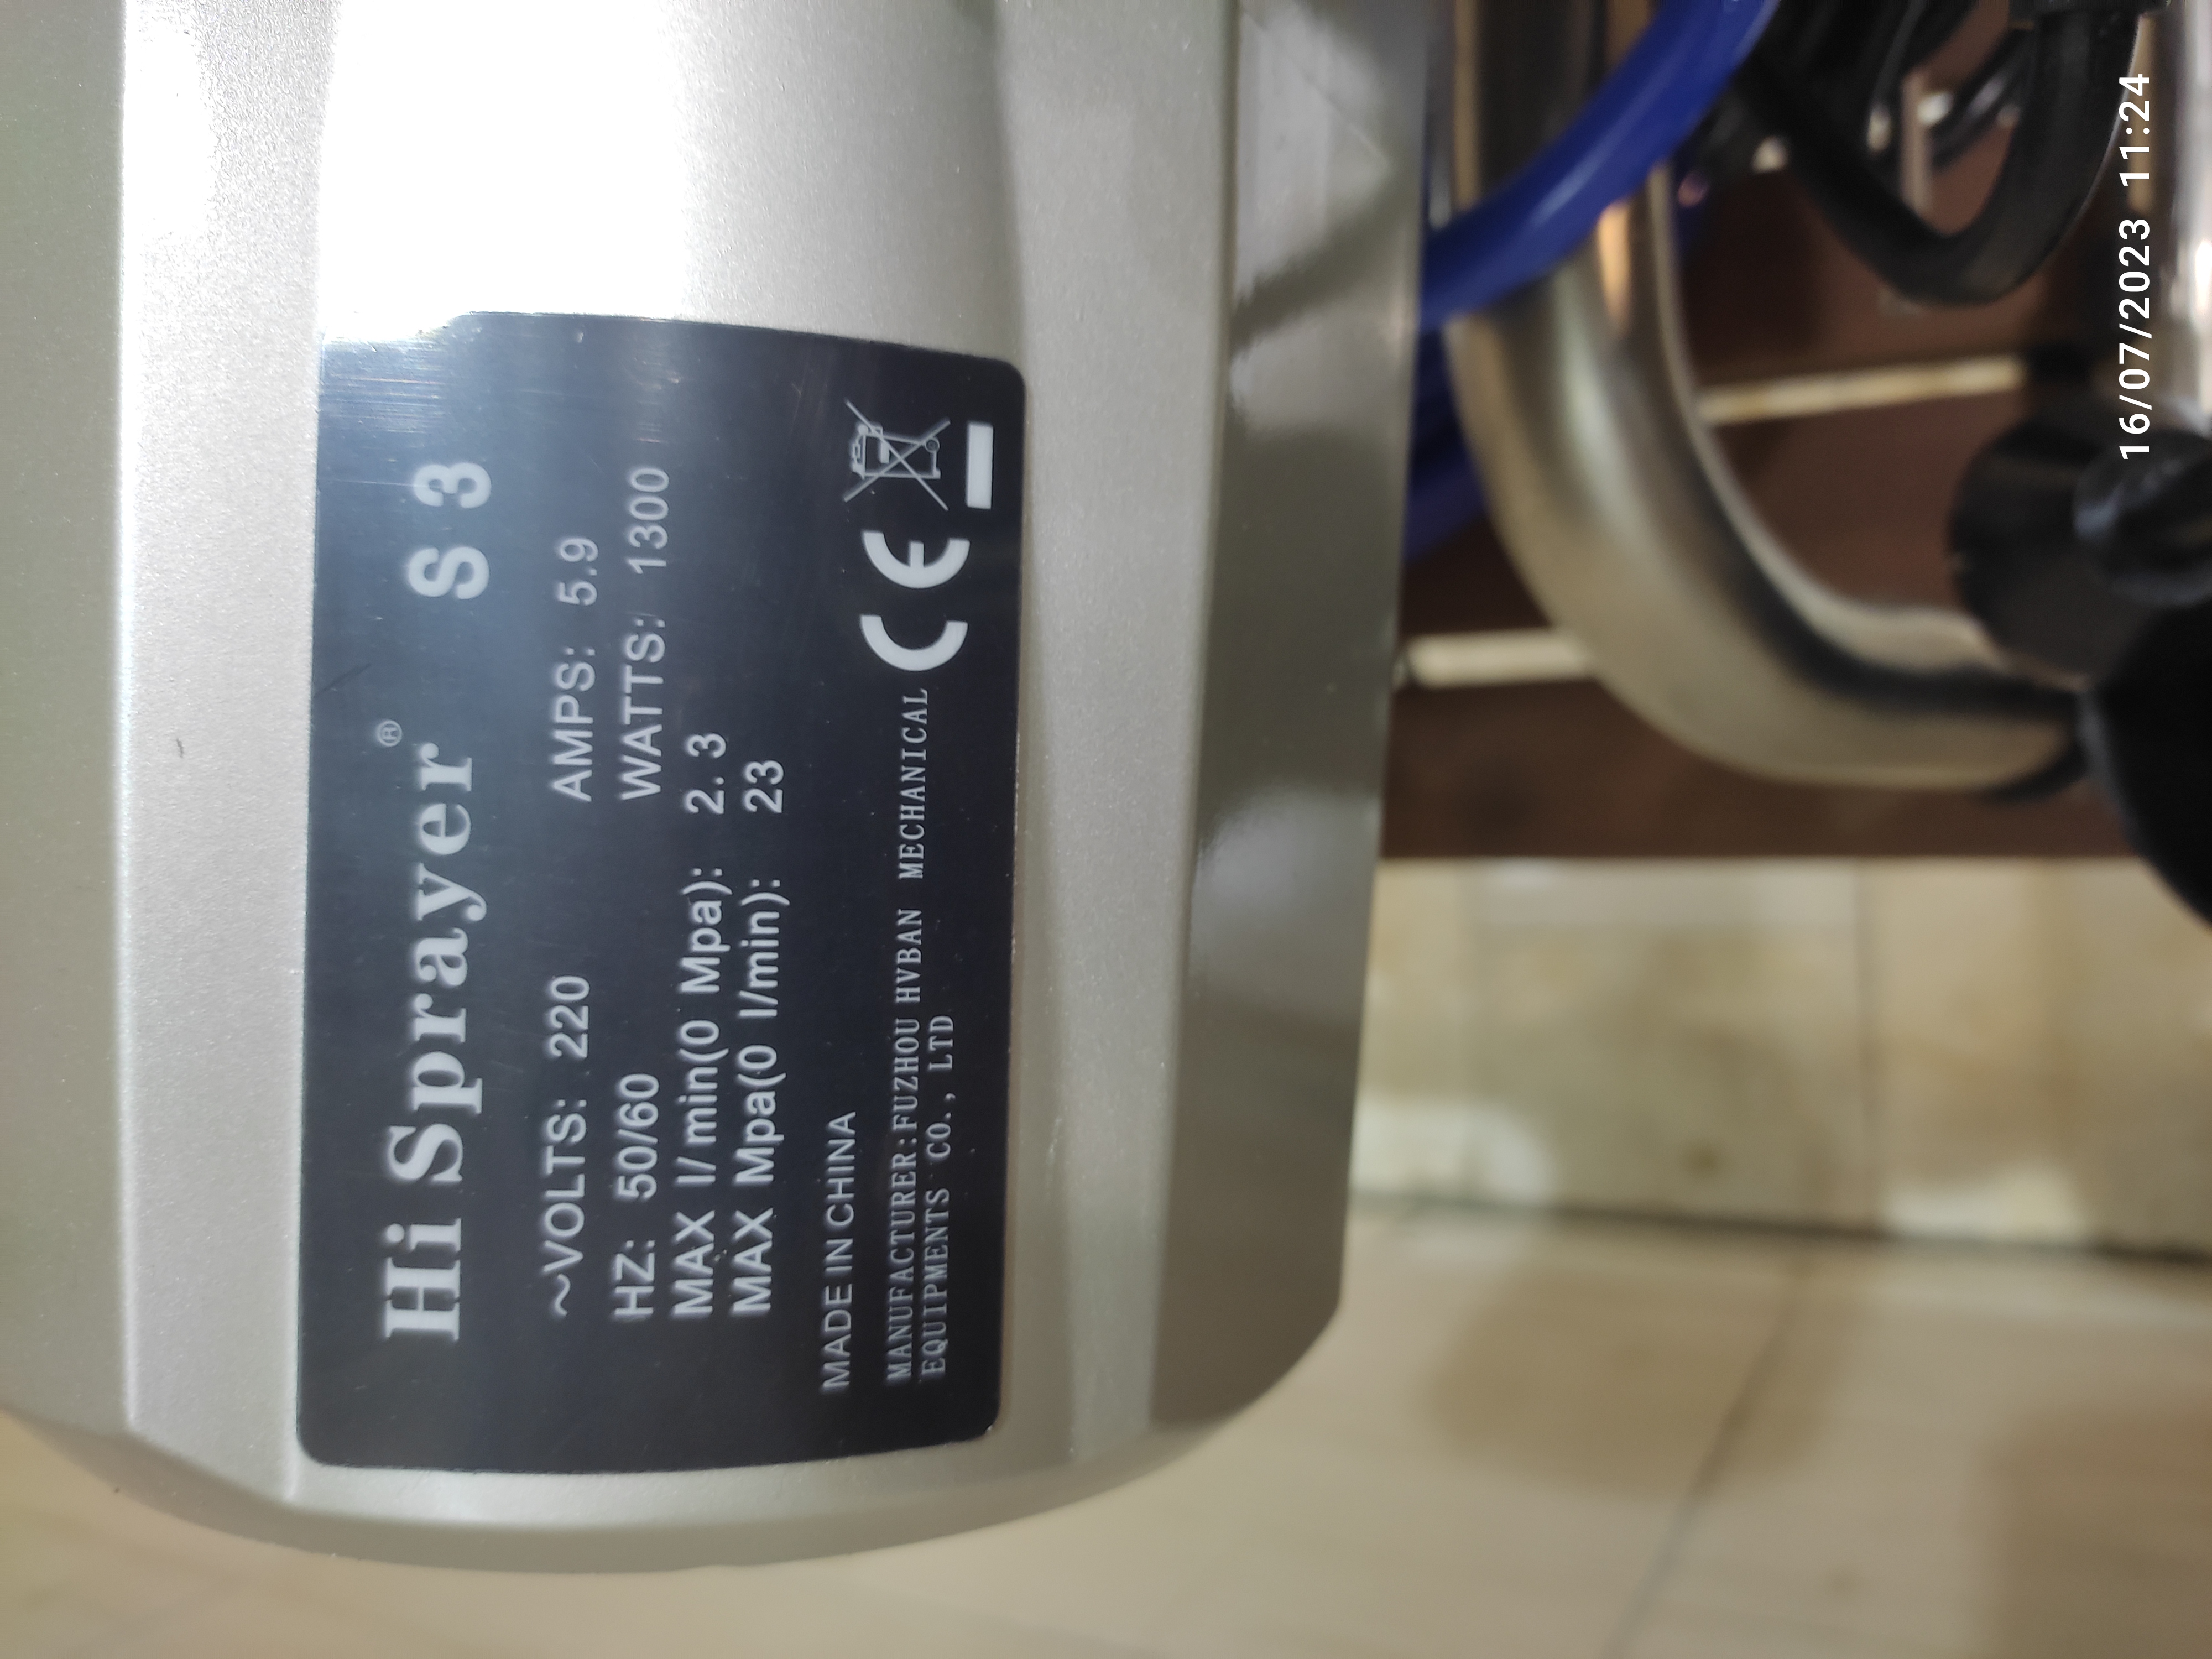 Hi Sprayer® S 3
~VOLTS: 220 AMPS: 5.9
HZ: 50/60 WATTS: 1300
MAX l/min(0 Mpa): 2.3
MAX Mpa(0 l/min): 23
MADE IN CHINA
MANUFACTURER:FUZHOU HVBAN MECHANICAL
EQUIPMENTS CO., LTD
CE
16/07/2023 11:24